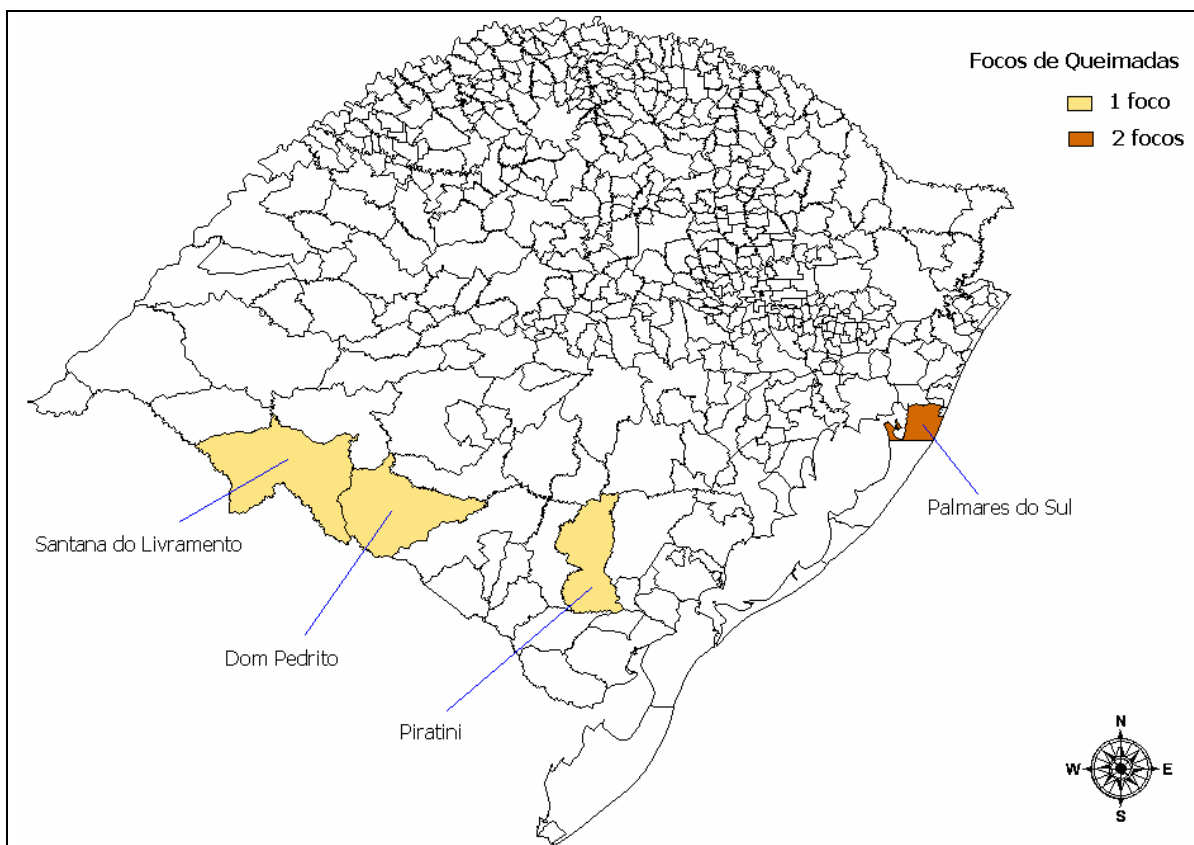 Focos de Queimadas
1 foco
2 focos
Palmares do Sul
Santana do Livramento
Dom Pedrito
Piratini
N
W
E
S